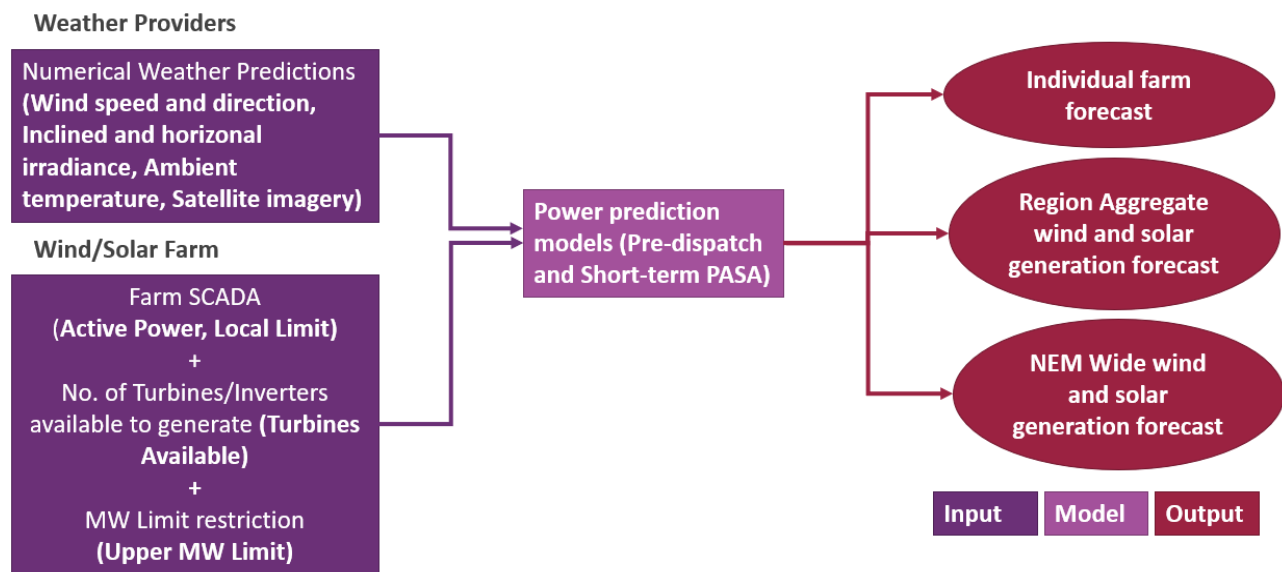 Weather Providers
Numerical Weather Predictions
(Wind speed and direction,
Inclined and horizonal
irradiance, Ambient
temperature, Satellite imagery)
Wind/Solar Farm
Farm SCADA
(Active Power, Local Limit)
+
No. of Turbines/Inverters
available to generate (Turbines
Available)
+
MW Limit restriction
(Upper MW Limit)
Power prediction
models (Pre-dispatch
and Short-term PASA)
Individual farm
forecast
Region Aggregate
wind and solar
generation forecast
NEM Wide wind
and solar
generation forecast
Input
Model
Output